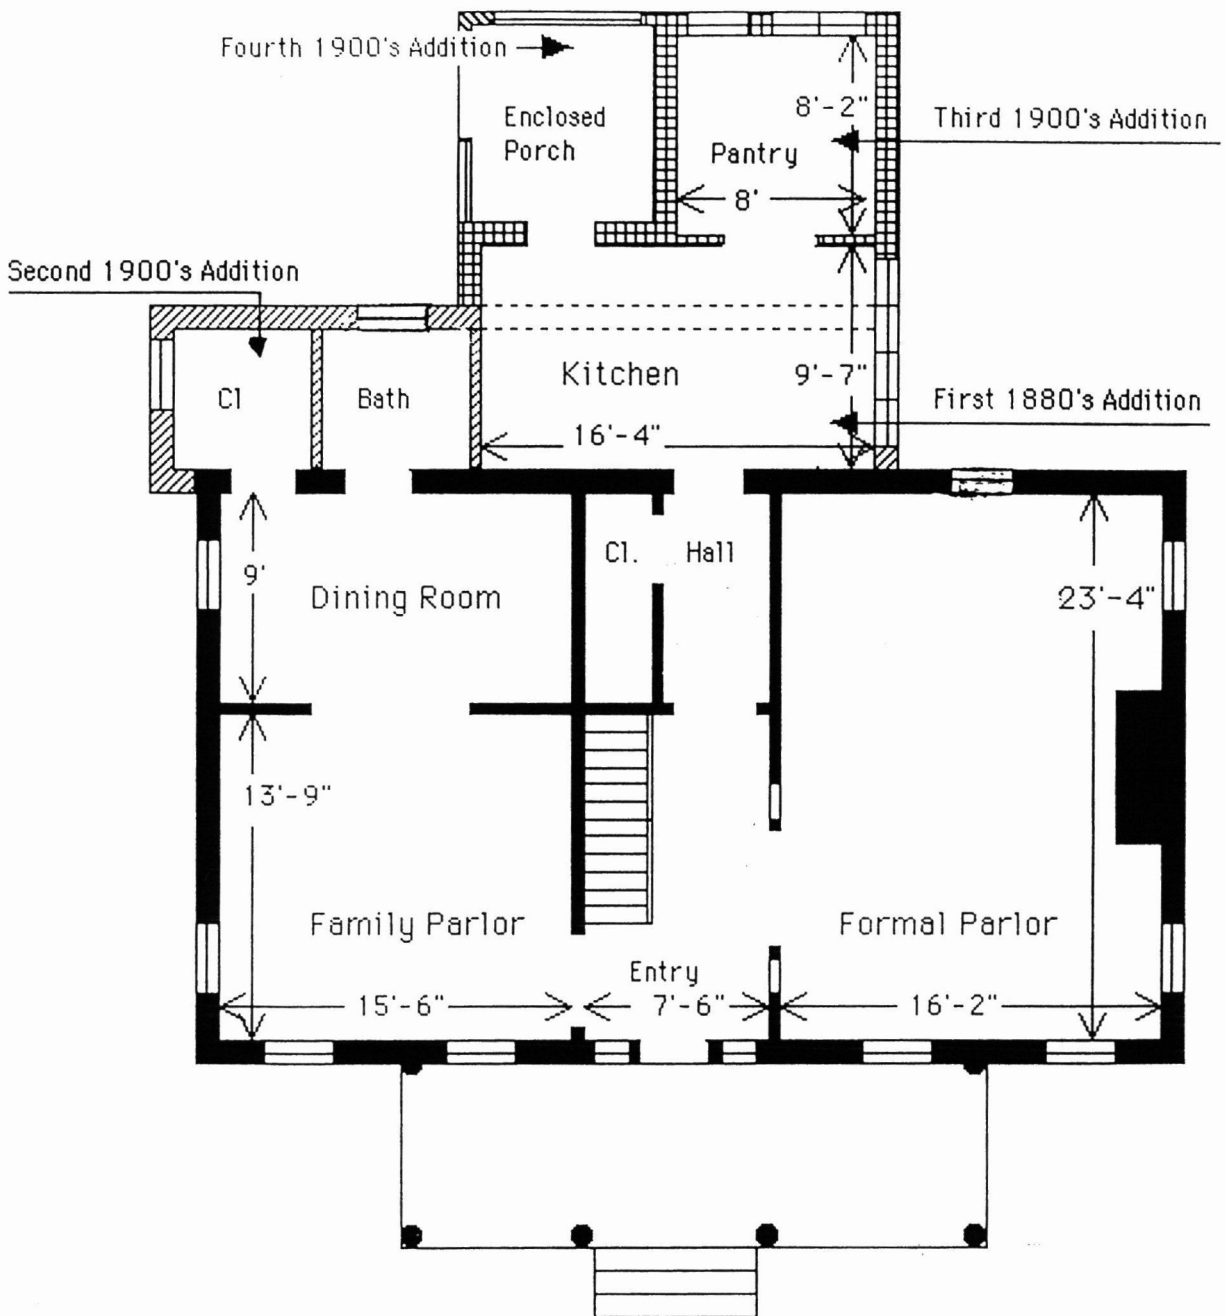 Fourth 1900's Addition
Enclosed
Porch
8'-2"
Third 1900's Addition
Pantry
8'
Second 1900's Addition
Kitchen
9'-7"
Cl
Bath
First 1880's Addition
16'-4"
Cl.
Hall
9'
Dining Room
23'-4"
13'-9"
Family Parlor
Formal Parlor
Entry
15'-6"
7'-6"
16'-2"